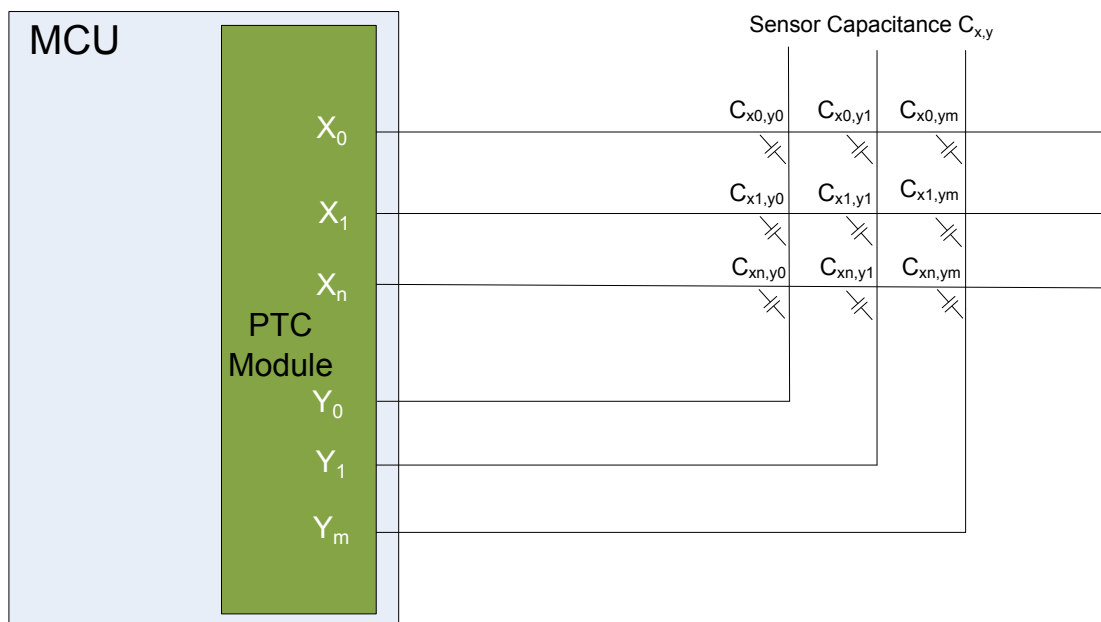 MCU
Sensor Capacitance Cx,y
X0
Cx0,y0 Cx0,y1 Cx0,ym
X1
Cx1,y0 Cx1,y1 Cx1,ym
Xn
Cxn,y0 Cxn,y1 Cxn,ym
PTC
Module
Y0
Y1
Ym